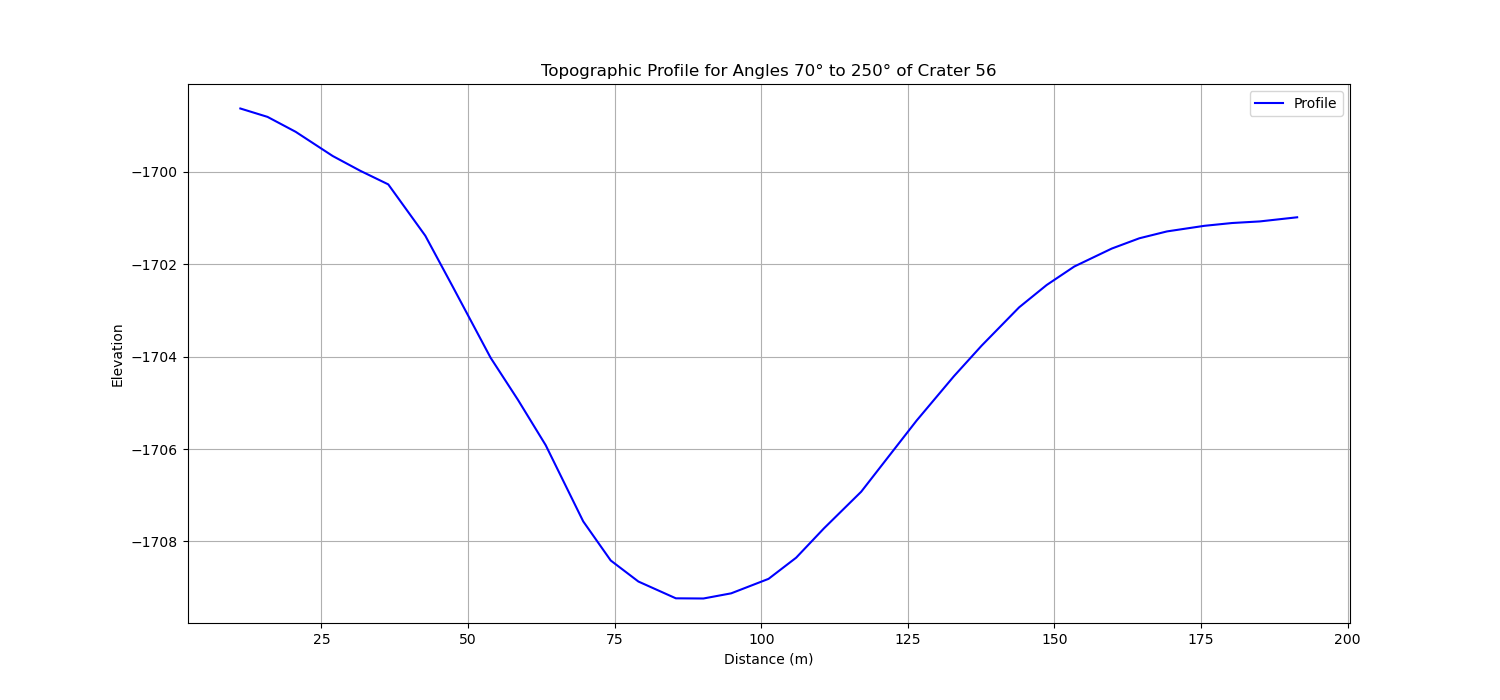 Topographic Profile for Angles 70° to 250° of Crater 56
Profile
−1700
−1702
−1704
−1706
−1708
Elevation
25 50 75 100 125 150 175 200
Distance (m)